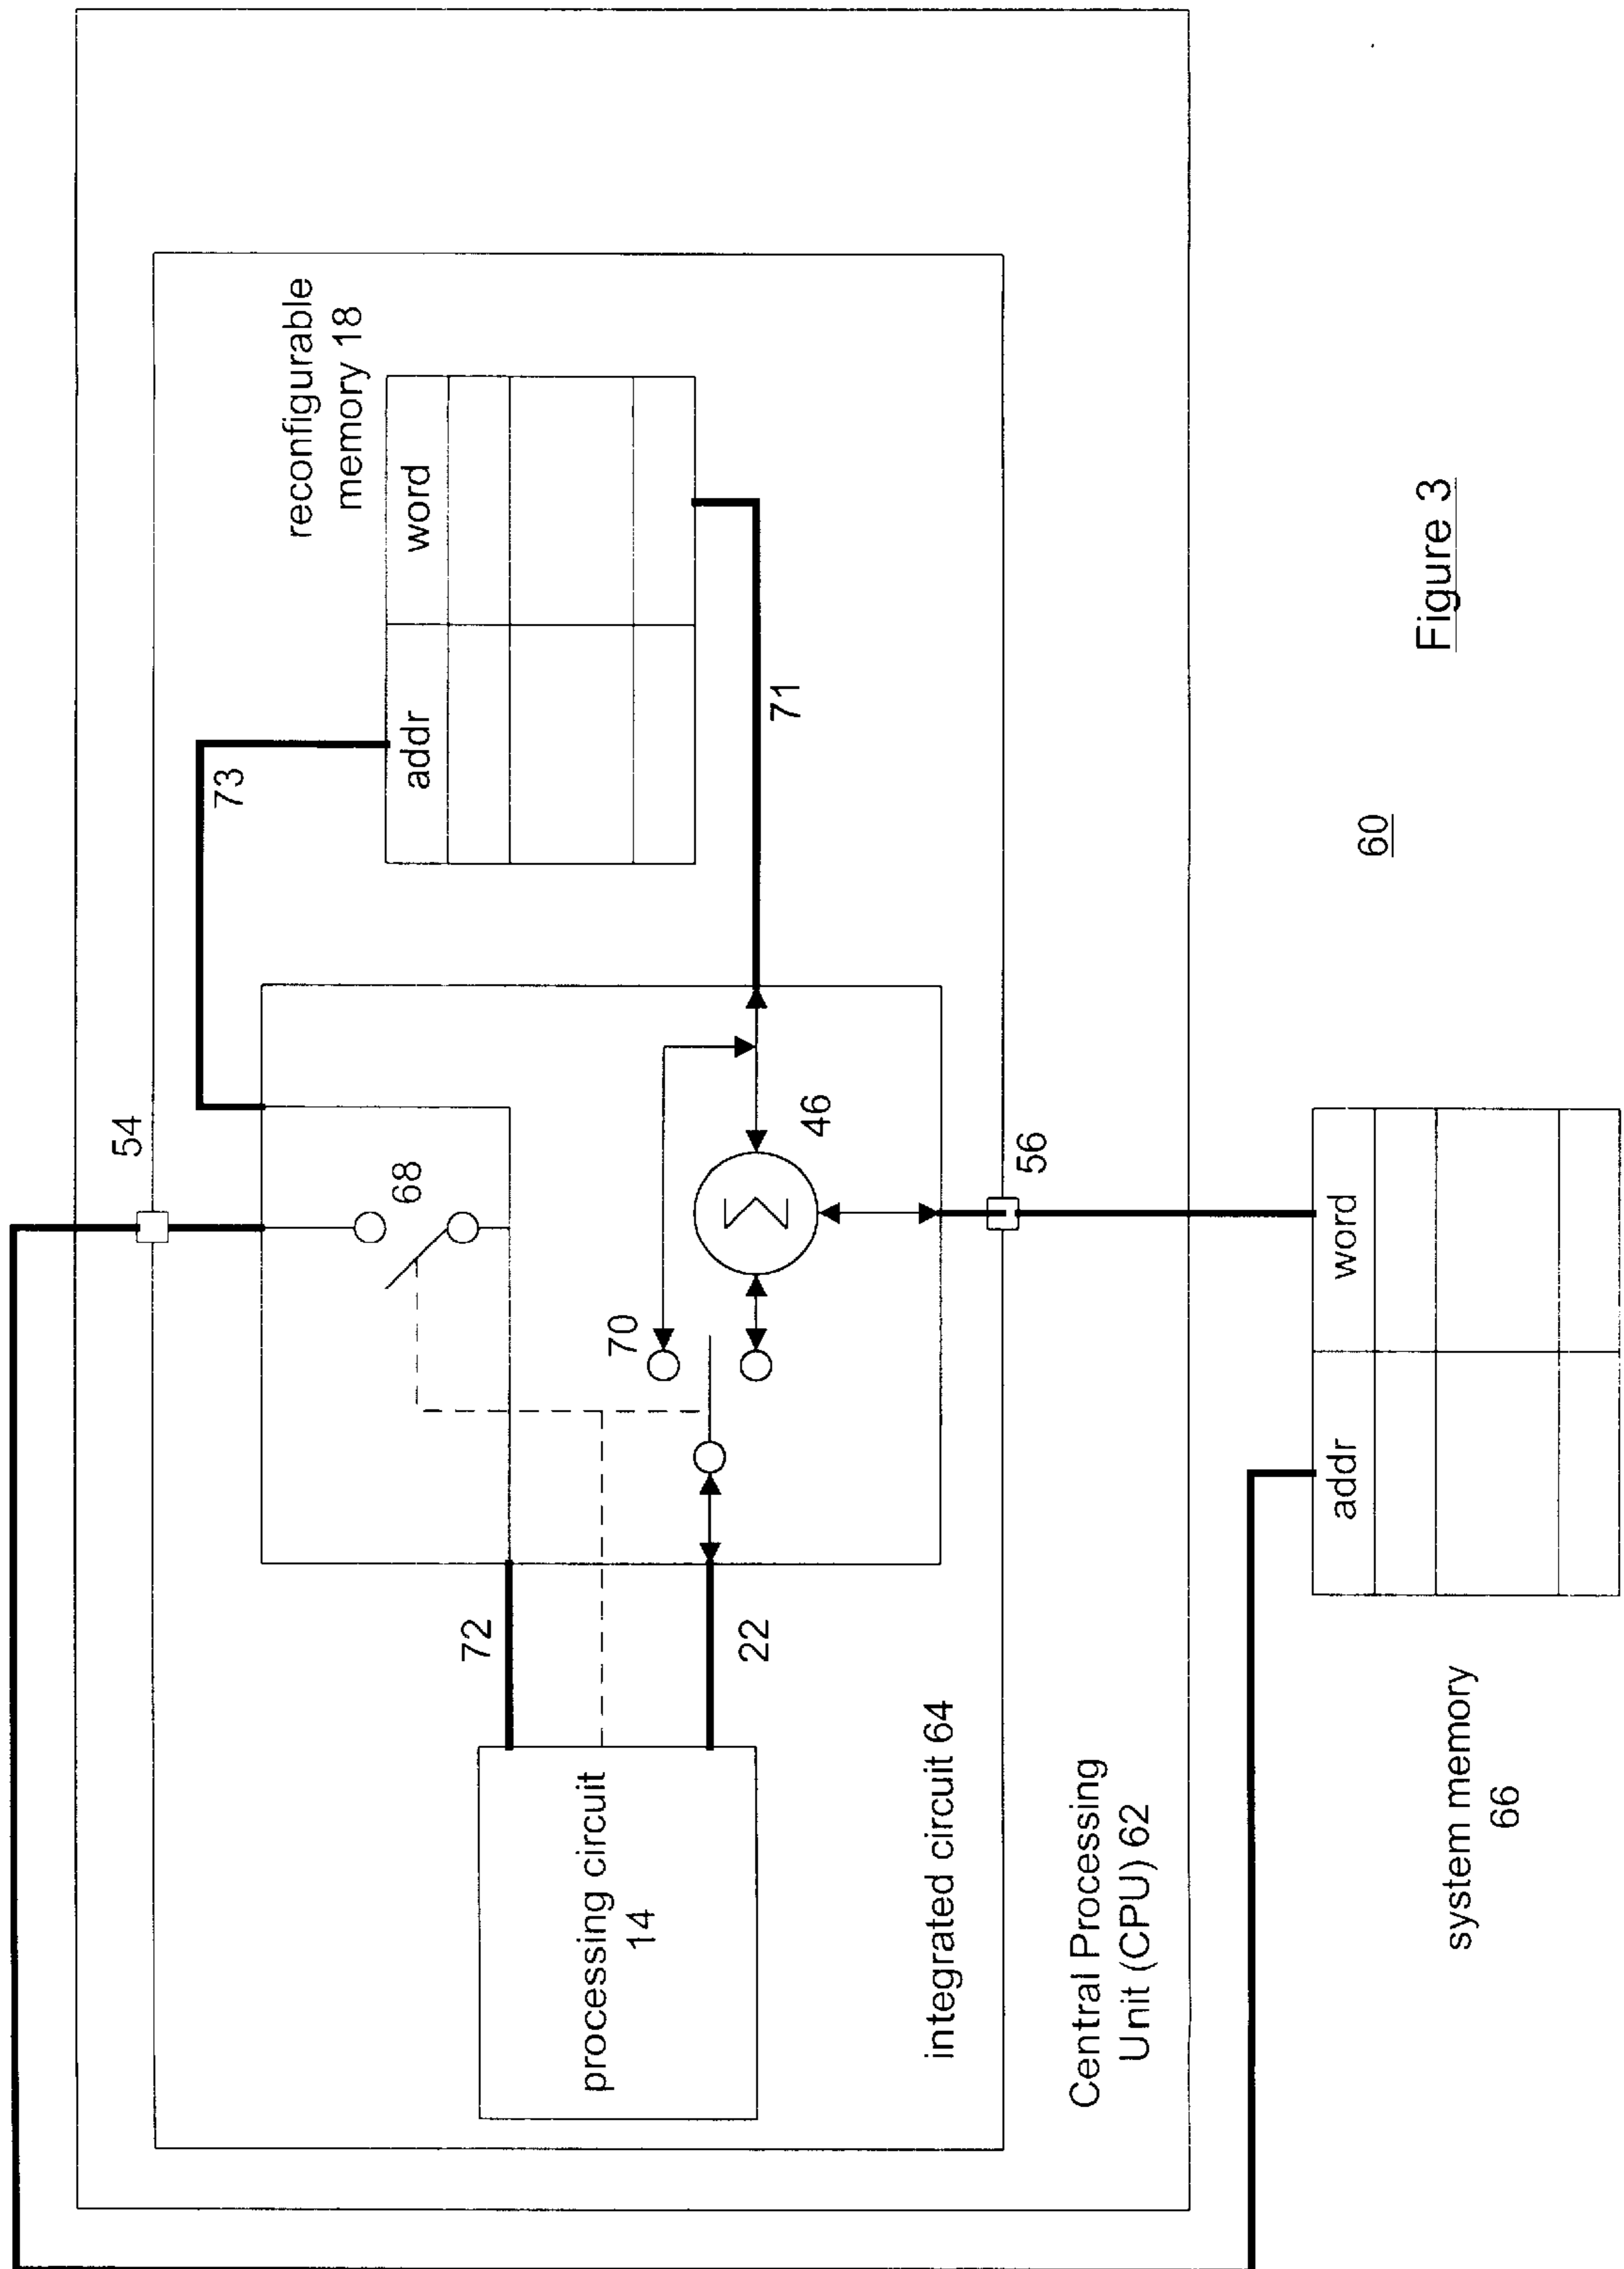 54
73
reconfigurable
memory 18
68
addr
word
72
processing circuit
14
70
22
46
71
integrated circuit 64
56
Central Processing
Unit (CPU) 62
addr
word
system memory
66
60
Figure 3
Σ